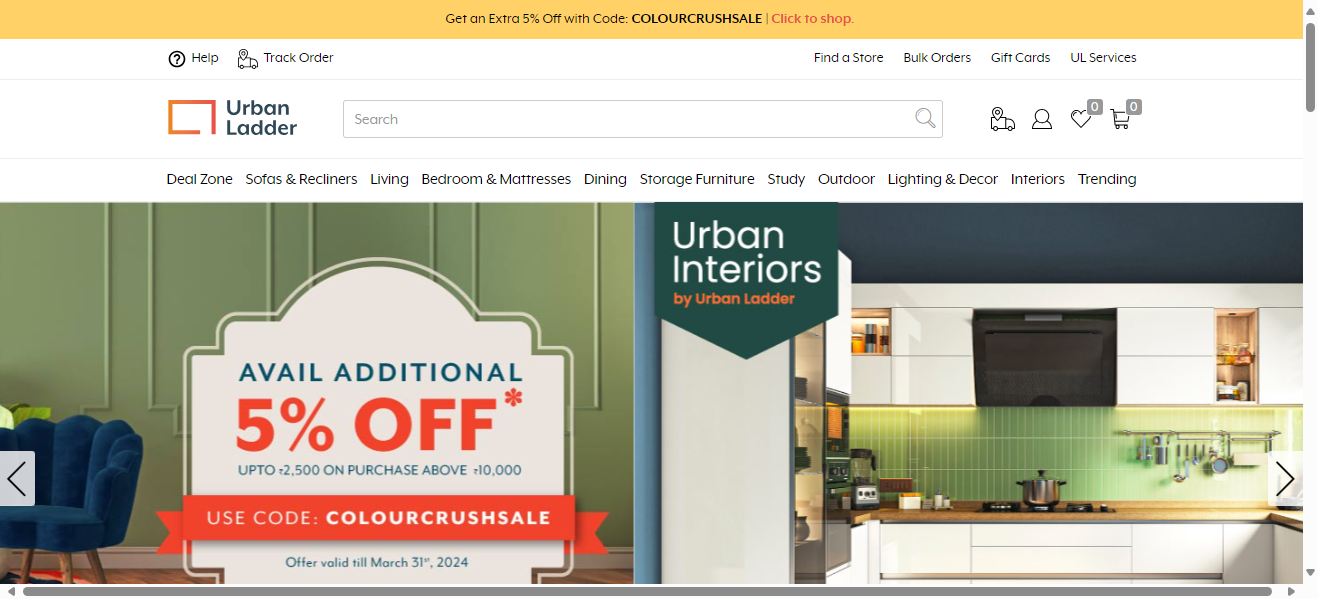 Get an Extra 5% Off with Code: COLOURCRUSHSALE | Click to shop.
Help
Track Order
Find a Store
Bulk Orders
Gift Cards
UL Services
Urban
Ladder
Search
0
0
Deal Zone
Sofas & Recliners
Living
Bedroom & Mattresses
Dining
Storage Furniture
Study
Outdoor
Lighting & Decor
Interiors
Trending
AVAIL ADDITIONAL
5% OFF*
UPTO ₹2,500 ON PURCHASE ABOVE ₹10,000
USE CODE: COLOURCRUSHSALE
Offer valid till March 31st, 2024
Urban
Interiors
by Urban Ladder